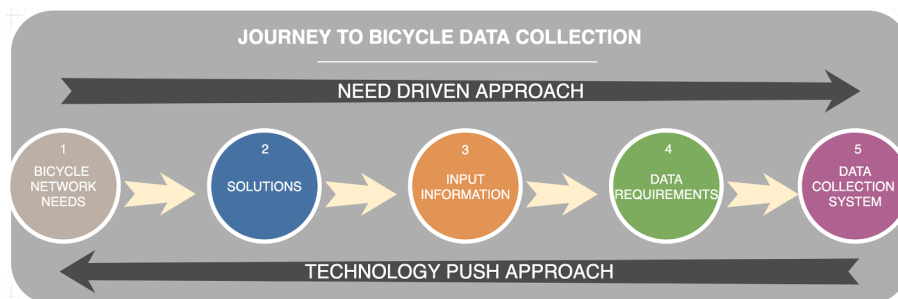 JOURNEY TO BICYCLE DATA COLLECTION
NEED DRIVEN APPROACH
1
BICYCLE
NETWORK
NEEDS
2
SOLUTIONS
3
INPUT
INFORMATION
4
DATA
REQUIREMENTS
5
DATA
COLLECTION
SYSTEM
TECHNOLOGY PUSH APPROACH